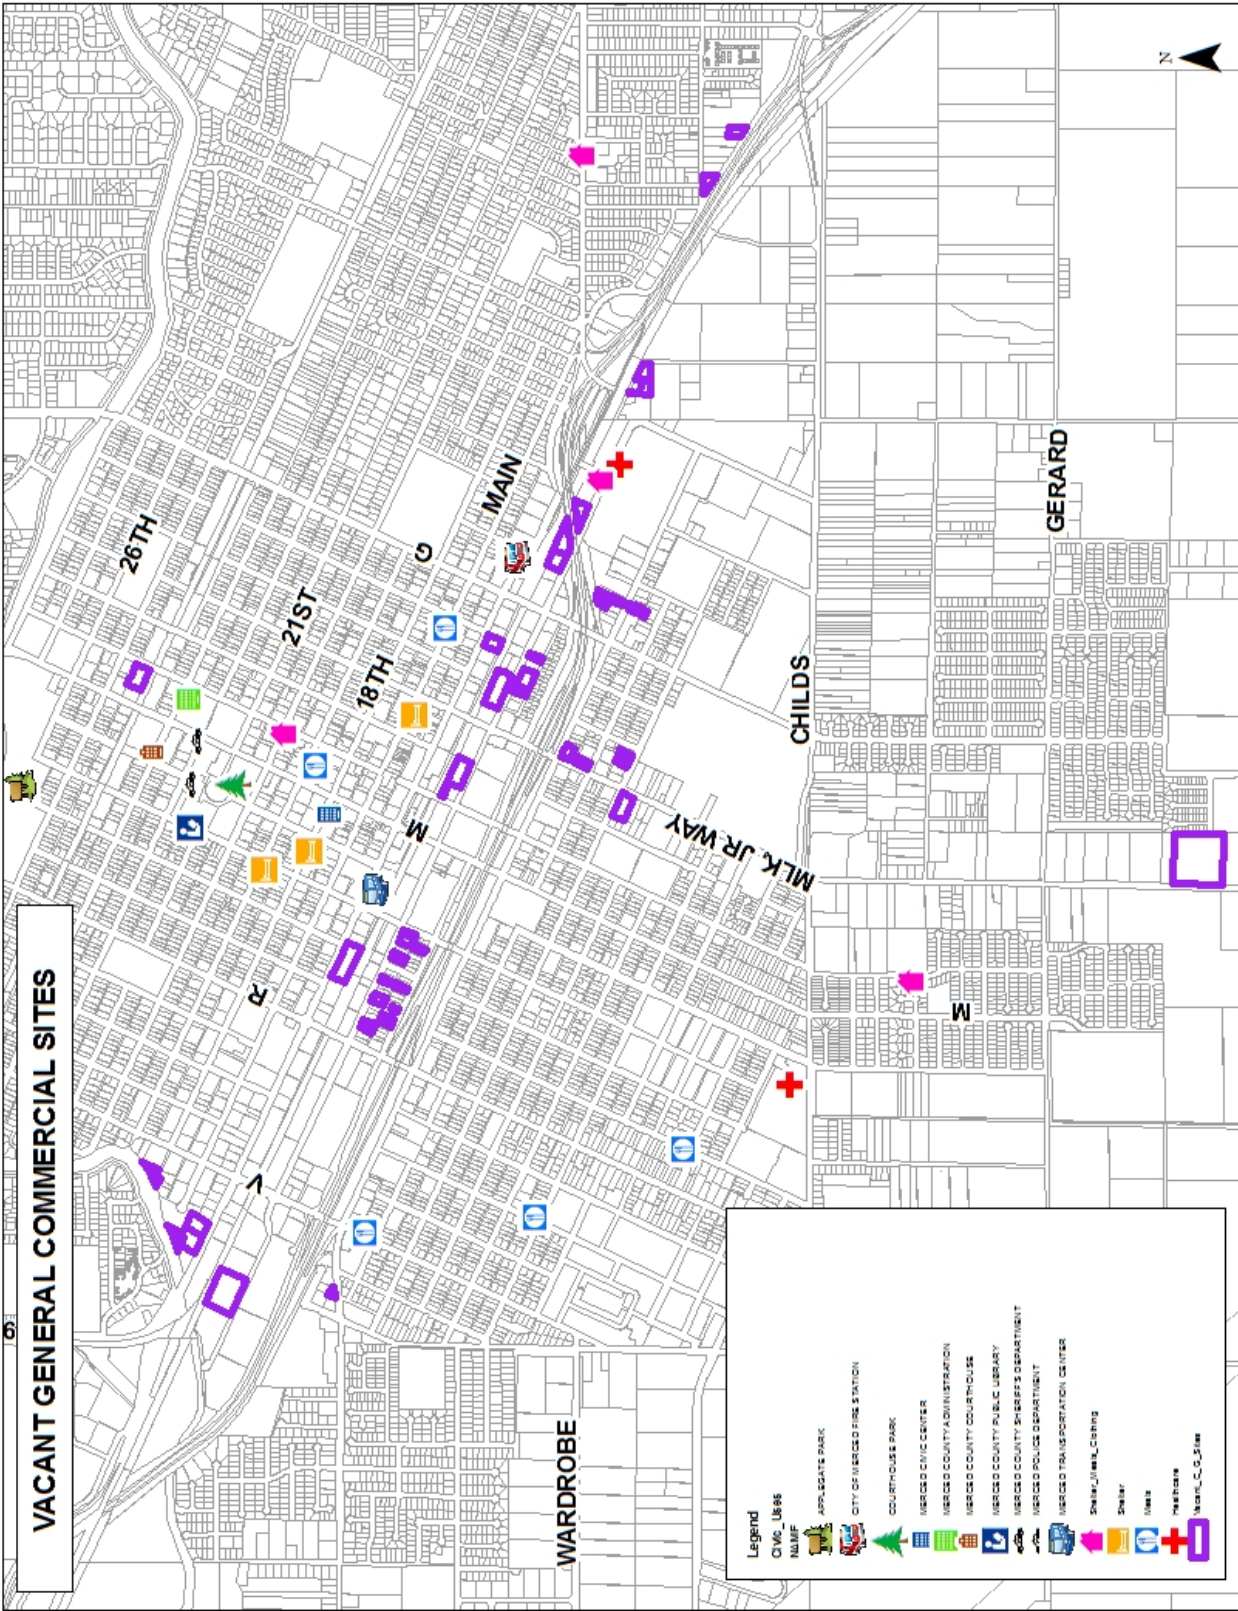 VACANT GENERAL COMMERCIAL SITES
N
26TH
21ST
18TH
G
MAIN
M
R
V
MLK, JR WAY
CHILDS
GERARD
M
WARDROBE
Legend
Civic_Uses
NAME
APPLEGATE PARK
CITY OF MERCED FIRE STATION
COURTHOUSE PARK
MERCED CIVIC CENTER
MERCED COUNTY ADMINISTRATION
MERCED COUNTY COURTHOUSE
MERCED COUNTY PUBLIC LIBRARY
MERCED COUNTY SHERIFF'S DEPARTMENT
MERCED POLICE DEPARTMENT
MERCED TRANSPORTATION CENTER
Shelter_Meals_Clothing
Shelter
Meals
Healthcare
Vacant_C_G_Sites